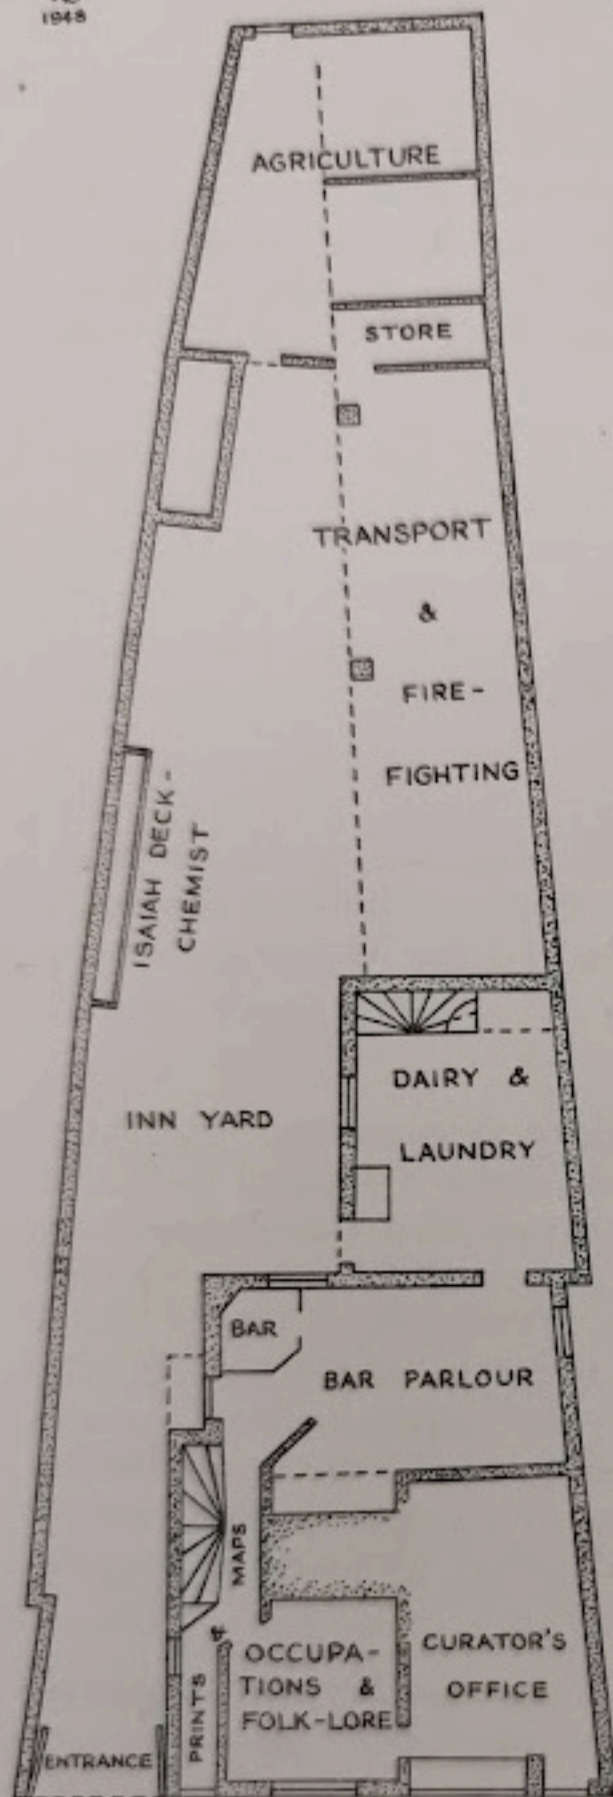 1948
AGRICULTURE
STORE
TRANSPORT
&
FIRE-
FIGHTING
ISAIAH DECK-
CHEMIST
DAIRY &
LAUNDRY
INN YARD
BAR
BAR PARLOUR
MAPS
&
PRINTS
OCCUPA-
TIONS &
FOLK-LORE
CURATOR'S
OFFICE
ENTRANCE